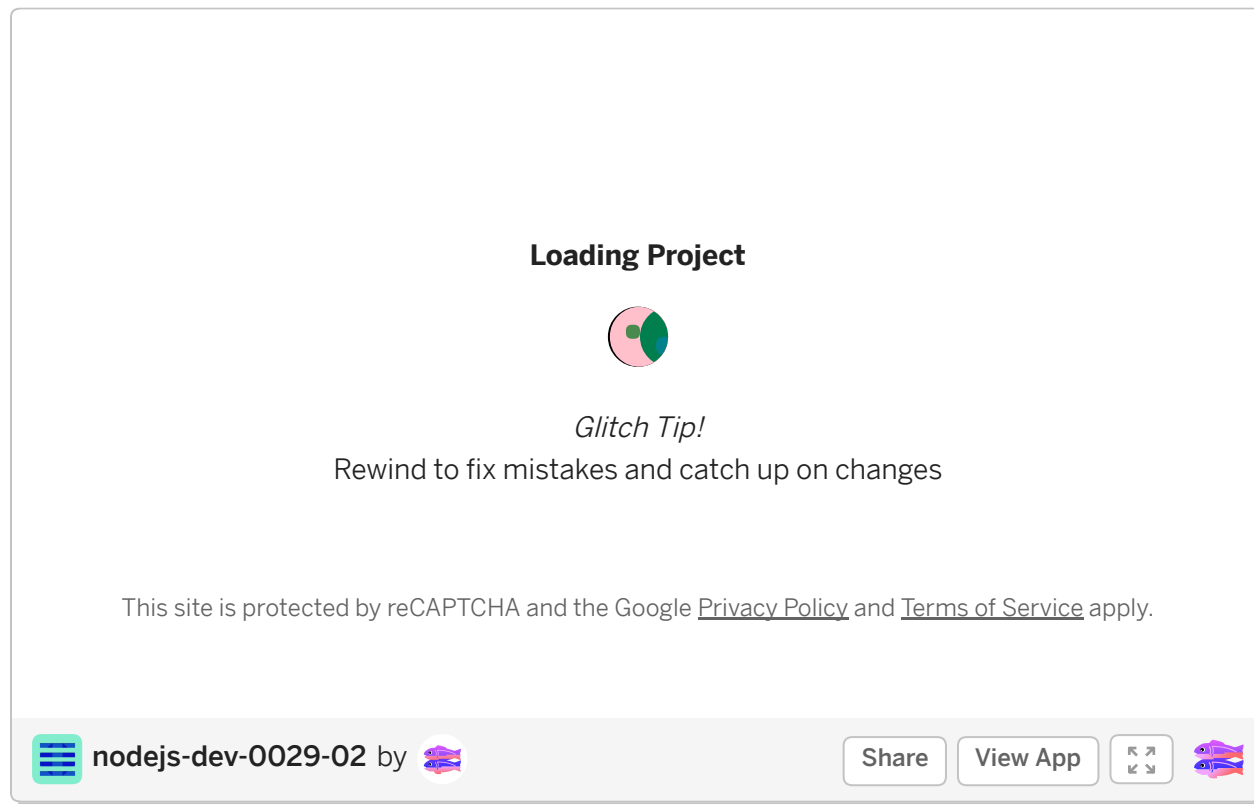 Loading Project
Glitch Tip!
Rewind to fix mistakes and catch up on changes
This site is protected by reCAPTCHA and the Google Privacy Policy and Terms of Service apply.
nodejs-dev-0029-02 by
Share
View App